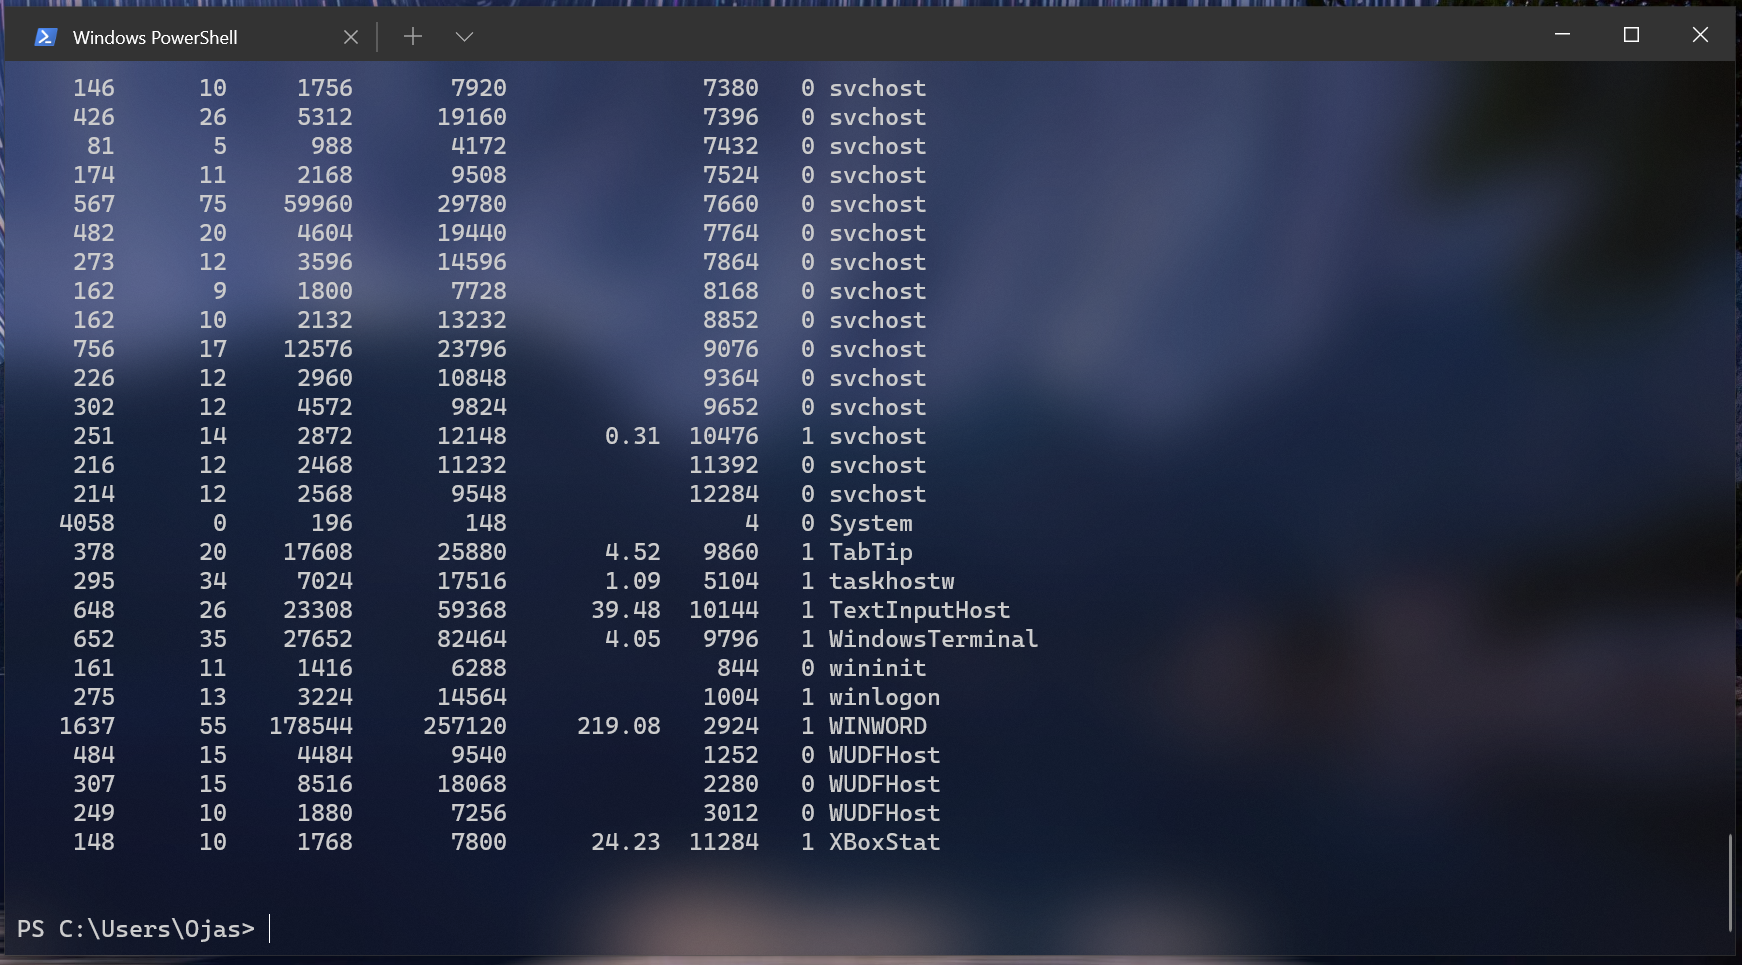 Windows PowerShell
146 10 1756 7920 7380 0 svchost
426 26 5312 19160 7396 0 svchost
81 5 988 4172 7432 0 svchost
174 11 2168 9508 7524 0 svchost
567 75 59960 29780 7660 0 svchost
482 20 4604 19440 7764 0 svchost
273 12 3596 14596 7864 0 svchost
162 9 1800 7728 8168 0 svchost
162 10 2132 13232 8852 0 svchost
756 17 12576 23796 9076 0 svchost
226 12 2960 10848 9364 0 svchost
302 12 4572 9824 9652 0 svchost
251 14 2872 12148 0.31 10476 1 svchost
216 12 2468 11232 11392 0 svchost
214 12 2568 9548 12284 0 svchost
4058 0 196 148 4 0 System
378 20 17608 25880 4.52 9860 1 TabTip
295 34 7024 17516 1.09 5104 1 taskhostw
648 26 23308 59368 39.48 10144 1 TextInputHost
652 35 27652 82464 4.05 9796 1 WindowsTerminal
161 11 1416 6288 844 0 wininit
275 13 3224 14564 1004 1 winlogon
1637 55 178544 257120 219.08 2924 1 WINWORD
484 15 4484 9540 1252 0 WUDFHost
307 15 8516 18068 2280 0 WUDFHost
249 10 1880 7256 3012 0 WUDFHost
148 10 1768 7800 24.23 11284 1 XBoxStat
PS C:\Users\Ojas>